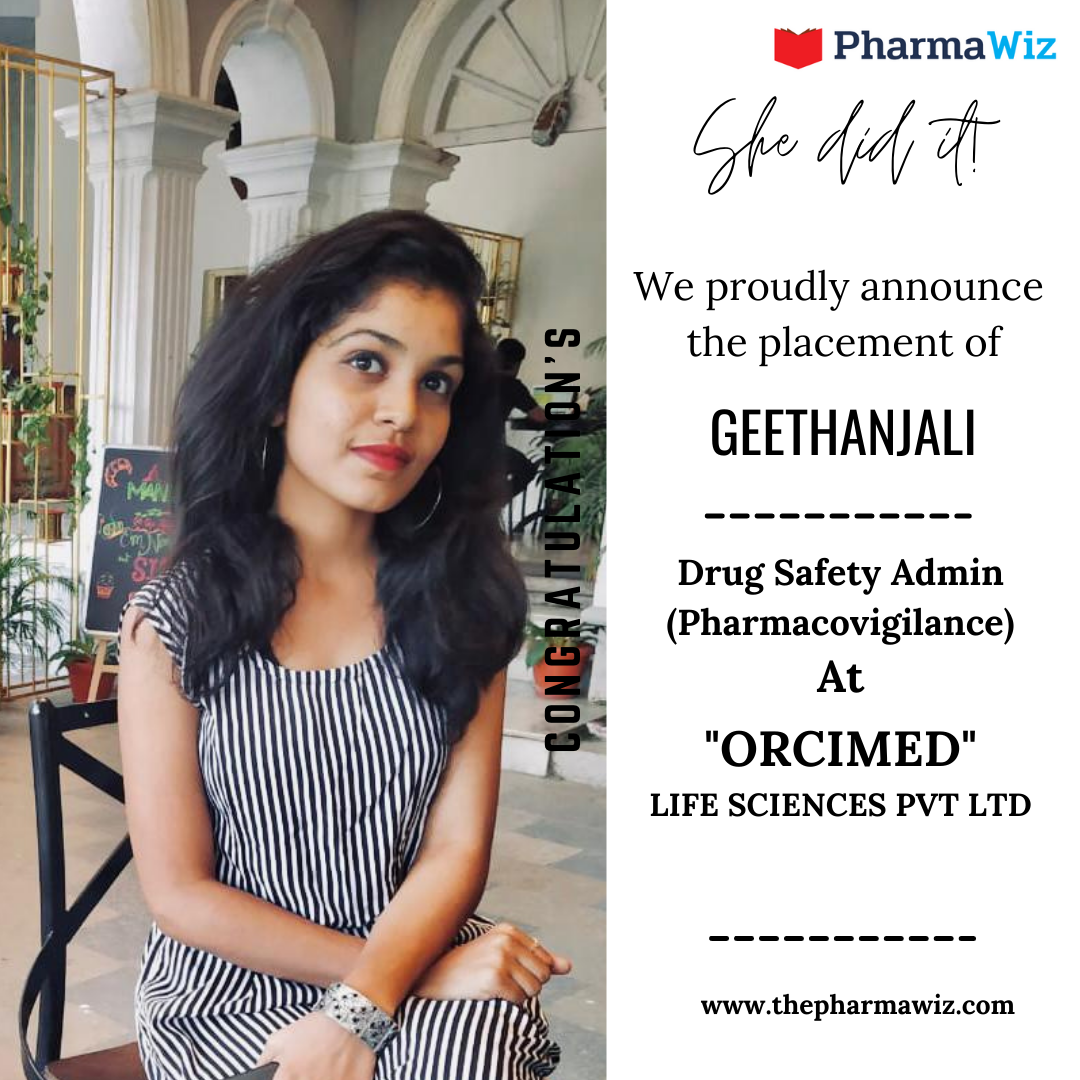 PharmaWiz
She did it!
We proudly announce
the placement of
GEETHANJALI
Drug Safety Admin
(Pharmacovigilance)
At
"ORCIMED"
LIFE SCIENCES PVT LTD
www.thepharmawiz.com
CONGRATULATION'S
MAN